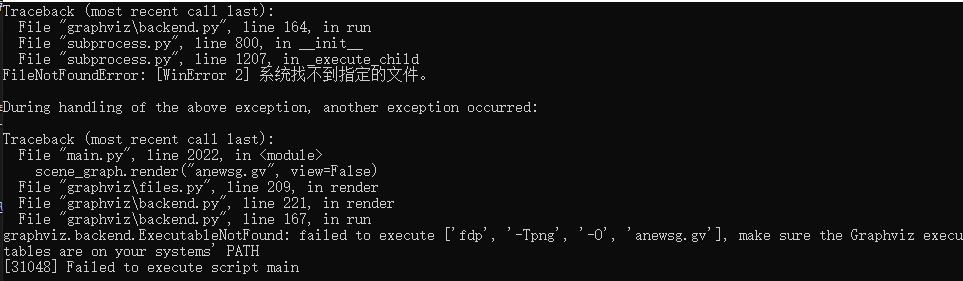 Traceback (most recent call last):
  File "graphviz\backend.py", line 164, in run
  File "subprocess.py", line 800, in __init__
  File "subprocess.py", line 1207, in _execute_child
FileNotFoundError: [WinError 2] 系统找不到指定的文件。

During handling of the above exception, another exception occurred:

Traceback (most recent call last):
  File "main.py", line 2022, in <module>
    scene_graph.render("anewsg.gv", view=False)
  File "graphviz\files.py", line 209, in render
  File "graphviz\backend.py", line 221, in render
  File "graphviz\backend.py", line 167, in run
graphviz.backend.ExecutableNotFound: failed to execute ['fdp', '-Tpng', '-O', 'anewsg.gv'], make sure the Graphviz execu
tables are on your systems' PATH
[31048] Failed to execute script main